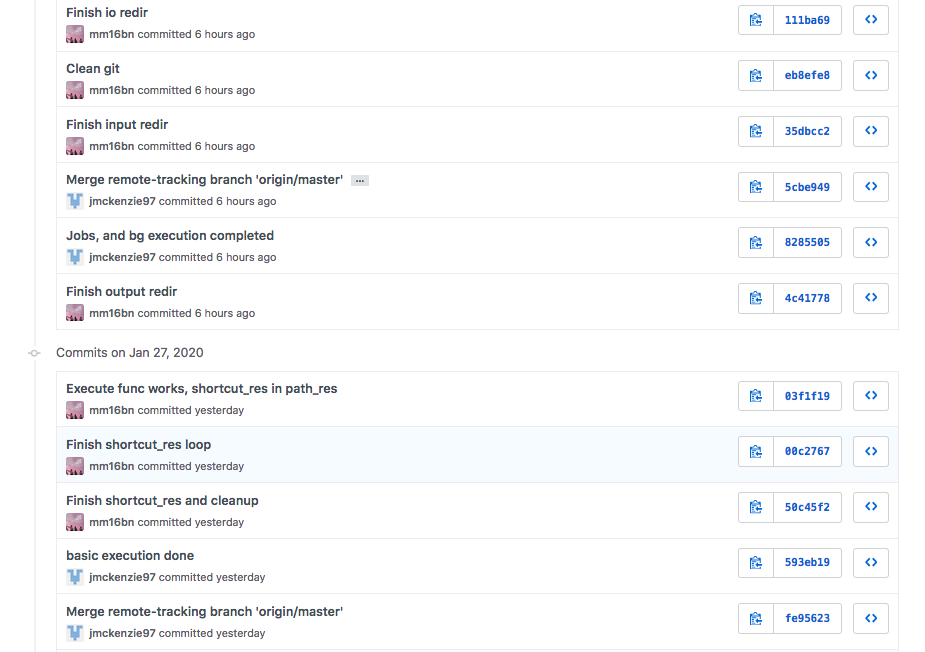 Finish io redir
111ba69
mm16bn committed 6 hours ago
Clean git
eb8efe8
mm16bn committed 6 hours ago
Finish input redir
35dbcc2
mm16bn committed 6 hours ago
Merge remote-tracking branch 'origin/master' ...
5cbe949
jmckenzie97 committed 6 hours ago
Jobs, and bg execution completed
8285505
jmckenzie97 committed 6 hours ago
Finish output redir
4c41778
mm16bn committed 6 hours ago
Commits on Jan 27, 2020
Execute func works, shortcut_res in path_res
03f1f19
mm16bn committed yesterday
Finish shortcut_res loop
00c2767
mm16bn committed yesterday
Finish shortcut_res and cleanup
50c45f2
mm16bn committed yesterday
basic execution done
593eb19
jmckenzie97 committed yesterday
Merge remote-tracking branch 'origin/master'
fe95623
jmckenzie97 committed yesterday